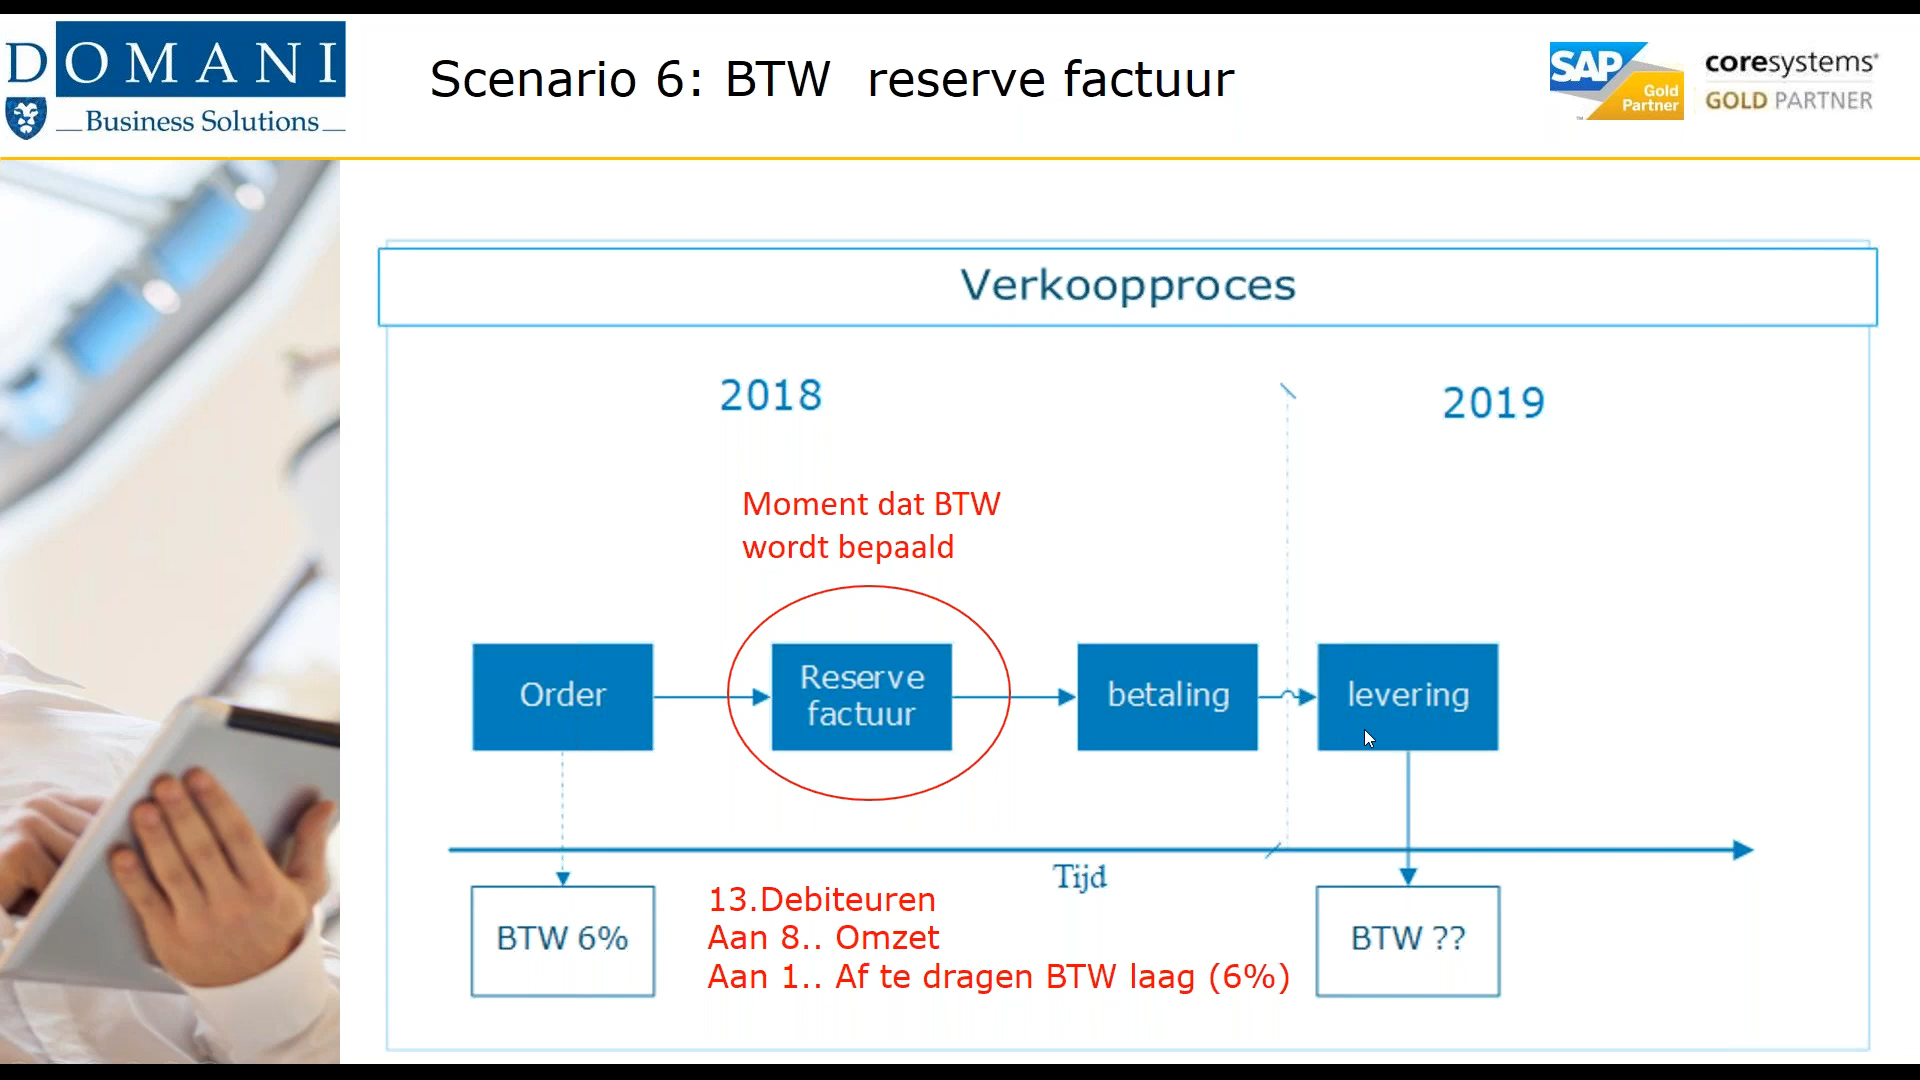 DOMANI
Business Solutions
Scenario 6: BTW reserve factuur
SAP
Gold
Partner
™
coresystems®
GOLD PARTNER
Verkoopproces
2018
2019
Moment dat BTW
wordt bepaald
Order
Reserve
factuur
betaling
levering
Tijd
BTW 6%
13.Debiteuren
Aan 8.. Omzet
Aan 1.. Af te dragen BTW laag (6%)
BTW ??